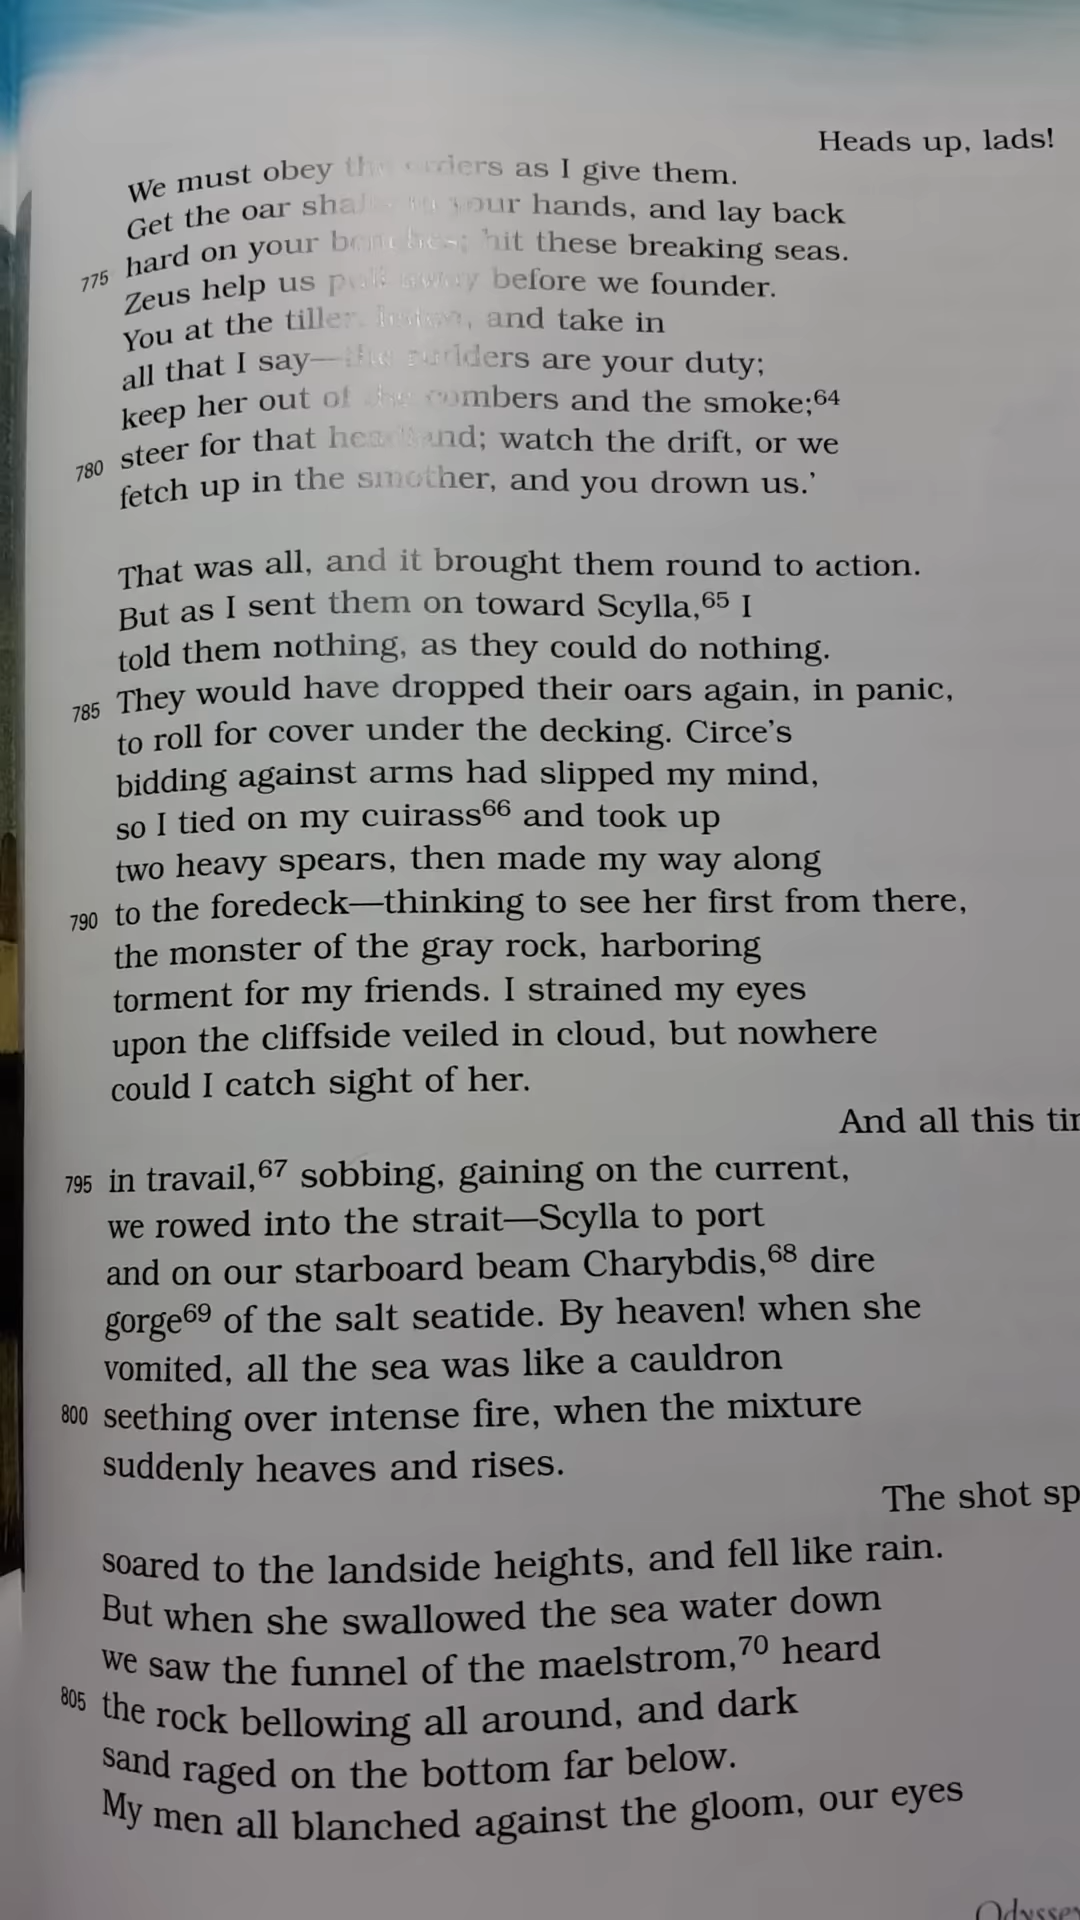 Heads up, lads!
We must obey the orders as I give them.
Get the oar shafts in your hands, and lay back
hard on your benches; hit these breaking seas.
775
Zeus help us pull away before we founder.
You at the tiller, listen, and take in
all that I say—the rudders are your duty;
keep her out of the combers and the smoke;64
steer for that headland; watch the drift, or we
780
fetch up in the smother, and you drown us.’
That was all, and it brought them round to action.
But as I sent them on toward Scylla,65 I
told them nothing, as they could do nothing.
785 They would have dropped their oars again, in panic,
to roll for cover under the decking. Circe’s
bidding against arms had slipped my mind,
so I tied on my cuirass66 and took up
two heavy spears, then made my way along
790 to the foredeck—thinking to see her first from there,
the monster of the gray rock, harboring
torment for my friends. I strained my eyes
upon the cliffside veiled in cloud, but nowhere
could I catch sight of her.
And all this
795 in travail,67 sobbing, gaining on the current,
we rowed into the strait—Scylla to port
and on our starboard beam Charybdis,68 dire
gorge69 of the salt seatide. By heaven! when she
vomited, all the sea was like a cauldron
800 seething over intense fire, when the mixture
suddenly heaves and rises.
The shot
soared to the landside heights, and fell like rain.
But when she swallowed the sea water down
we saw the funnel of the maelstrom,70 heard
805 the rock bellowing all around, and dark
sand raged on the bottom far below.
My men all blanched against the gloom, our eyes